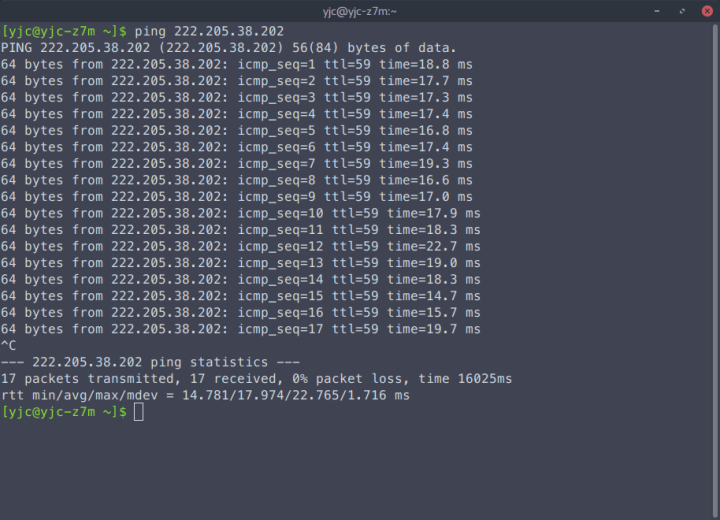 yjc@yjc-z7m:~
[yjc@yjc-z7m ~]$ ping 222.205.38.202
PING 222.205.38.202 (222.205.38.202) 56(84) bytes of data.
64 bytes from 222.205.38.202: icmp_seq=1 ttl=59 time=18.8 ms
64 bytes from 222.205.38.202: icmp_seq=2 ttl=59 time=17.7 ms
64 bytes from 222.205.38.202: icmp_seq=3 ttl=59 time=17.3 ms
64 bytes from 222.205.38.202: icmp_seq=4 ttl=59 time=17.4 ms
64 bytes from 222.205.38.202: icmp_seq=5 ttl=59 time=16.8 ms
64 bytes from 222.205.38.202: icmp_seq=6 ttl=59 time=17.4 ms
64 bytes from 222.205.38.202: icmp_seq=7 ttl=59 time=19.3 ms
64 bytes from 222.205.38.202: icmp_seq=8 ttl=59 time=16.6 ms
64 bytes from 222.205.38.202: icmp_seq=9 ttl=59 time=17.0 ms
64 bytes from 222.205.38.202: icmp_seq=10 ttl=59 time=17.9 ms
64 bytes from 222.205.38.202: icmp_seq=11 ttl=59 time=18.3 ms
64 bytes from 222.205.38.202: icmp_seq=12 ttl=59 time=22.7 ms
64 bytes from 222.205.38.202: icmp_seq=13 ttl=59 time=19.0 ms
64 bytes from 222.205.38.202: icmp_seq=14 ttl=59 time=18.3 ms
64 bytes from 222.205.38.202: icmp_seq=15 ttl=59 time=14.7 ms
64 bytes from 222.205.38.202: icmp_seq=16 ttl=59 time=15.7 ms
64 bytes from 222.205.38.202: icmp_seq=17 ttl=59 time=19.7 ms
^C
--- 222.205.38.202 ping statistics ---
17 packets transmitted, 17 received, 0% packet loss, time 16025ms
rtt min/avg/max/mdev = 14.781/17.974/22.765/1.716 ms
[yjc@yjc-z7m ~]$